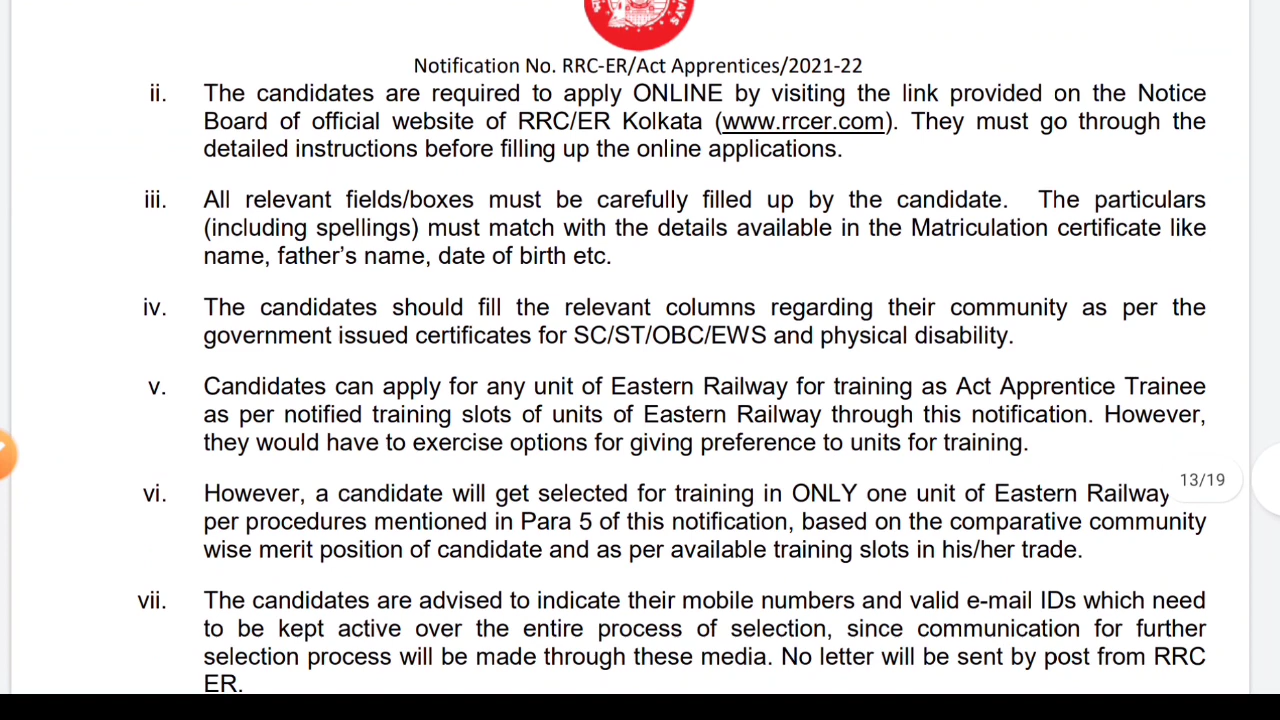 Notification No. RRC-ER/Act Apprentices/2021-22
ii. The candidates are required to apply ONLINE by visiting the link provided on the Notice
Board of official website of RRC/ER Kolkata (www.rrcer.com). They must go through the
detailed instructions before filling up the online applications.
iii. All relevant fields/boxes must be carefully filled up by the candidate. The particulars
(including spellings) must match with the details available in the Matriculation certificate like
name, father's name, date of birth etc.
iv. The candidates should fill the relevant columns regarding their community as per the
government issued certificates for SC/ST/OBC/EWS and physical disability.
v. Candidates can apply for any unit of Eastern Railway for training as Act Apprentice Trainee
as per notified training slots of units of Eastern Railway through this notification. However,
they would have to exercise options for giving preference to units for training.
vi. However, a candidate will get selected for training in ONLY one unit of Eastern Railway
13/19
per procedures mentioned in Para 5 of this notification, based on the comparative community
wise merit position of candidate and as per available training slots in his/her trade.
vii. The candidates are advised to indicate their mobile numbers and valid e-mail IDs which need
to be kept active over the entire process of selection, since communication for further
selection process will be made through these media. No letter will be sent by post from RRC
ER.